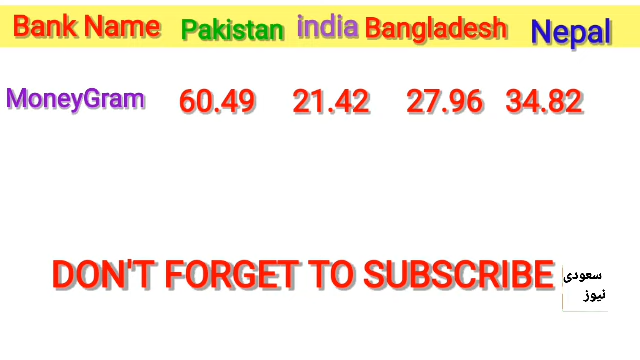 Bank Name Pakistan india Bangladesh Nepal
MoneyGram 60.49 21.42 27.96 34.82
DON'T FORGET TO SUBSCRIBE
سعودی
نیوز